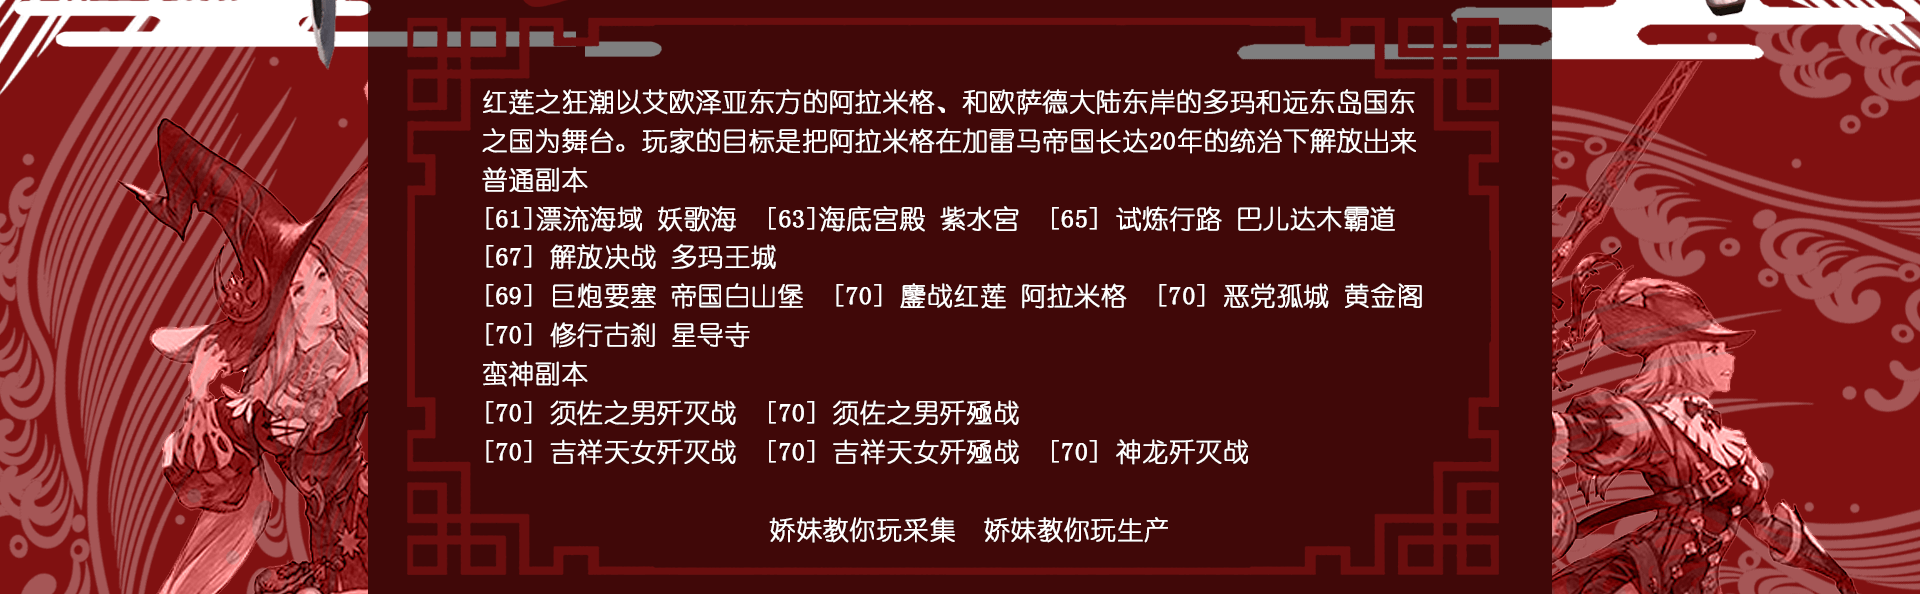 红莲之狂潮以艾欧泽亚东方的阿拉米格、和欧萨德大陆东岸的多玛和远东岛国东
之国为舞台。玩家的目标是把阿拉米格在加雷马帝国长达20年的统治下解放出来
普通副本
[61]漂流海域 妖歌海 [63]海底宫殿 紫水宫 [65] 试炼行路 巴儿达木霸道
[67] 解放决战 多玛王城
[69] 巨炮要塞 帝国白山堡 [70] 鏖战红莲 阿拉米格 [70] 恶党孤城 黄金阁
[70] 修行古刹 星导寺
蛮神副本
[70] 须佐之男歼灭战 [70] 须佐之男歼殛战
[70] 吉祥天女歼灭战 [70] 吉祥天女歼殛战 [70] 神龙歼灭战
娇妹教你玩采集 娇妹教你玩生产